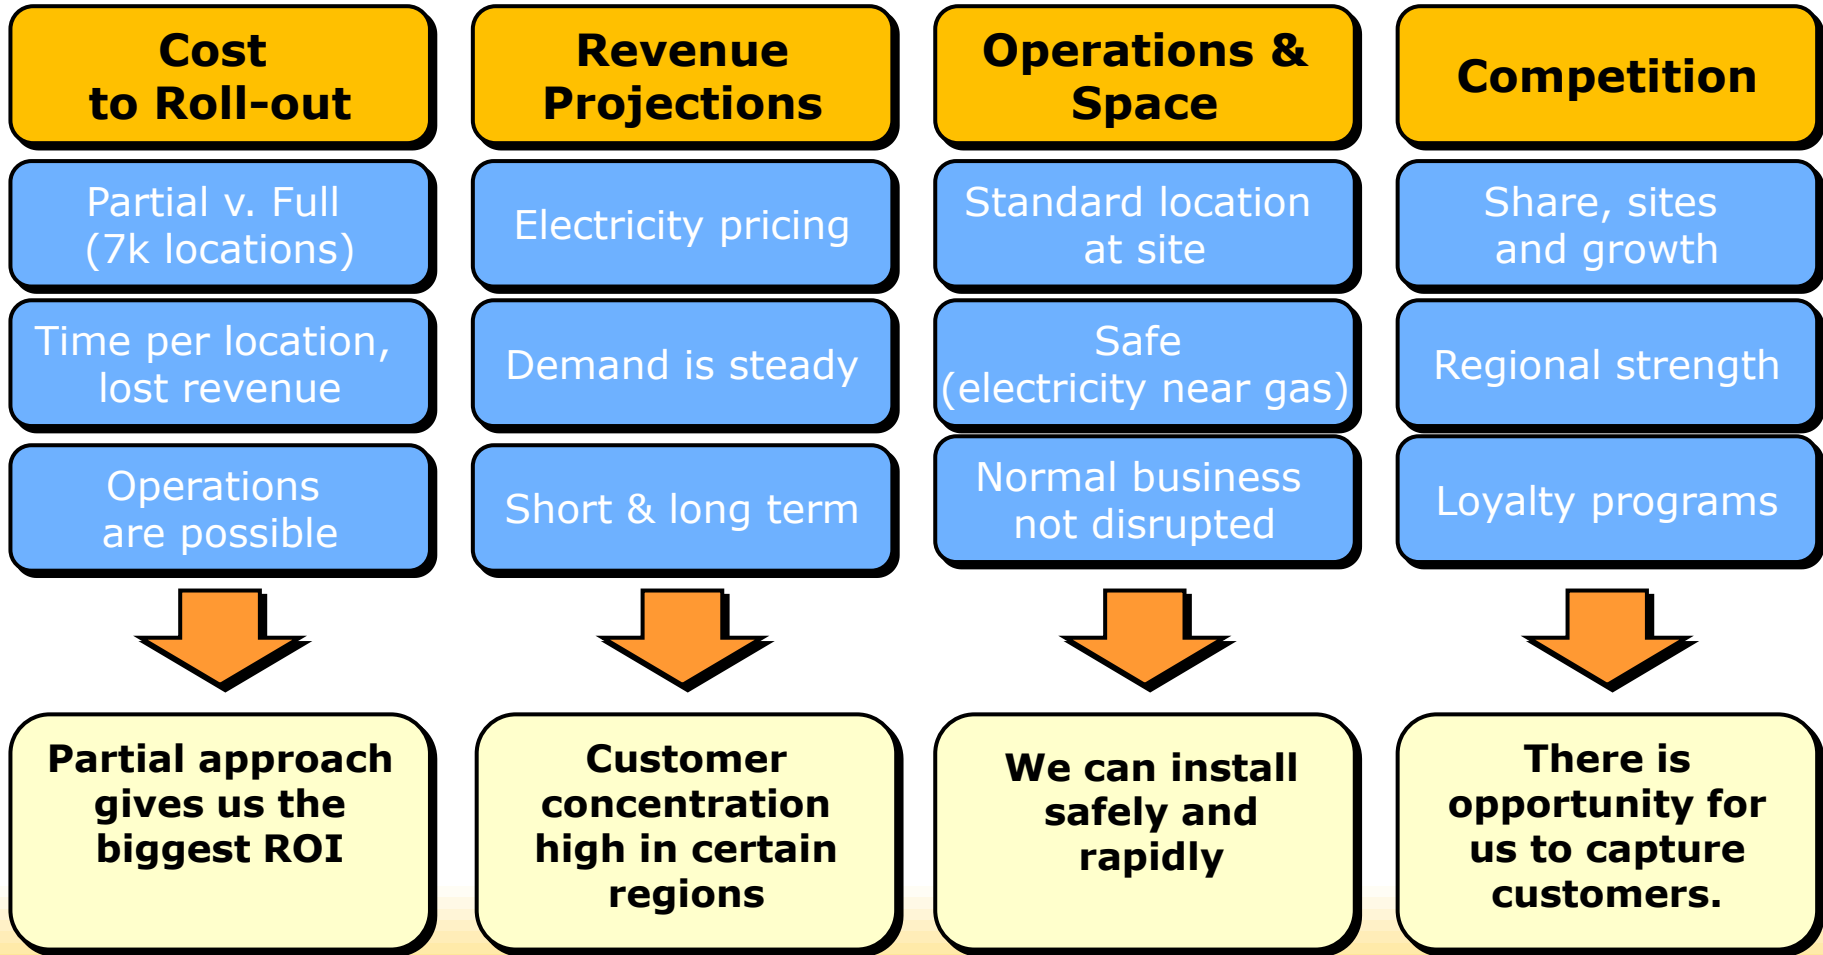 Cost
to Roll-out
Partial v. Full
(7k locations)
Time per location,
lost revenue
Operations
are possible
Partial approach
gives us the
biggest ROI
Revenue
Projections
Electricity pricing
Demand is steady
Short & long term
Customer
concentration
high in certain
regions
Operations &
Space
Standard location
at site
Safe
(electricity near gas)
Normal business
not disrupted
We can install
safely and
rapidly
Competition
Share, sites
and growth
Regional strength
Loyalty programs
There is
opportunity for
us to capture
customers.